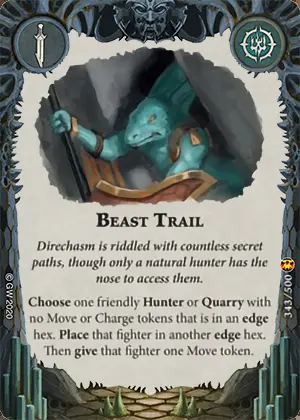 BEAST TRAIL
Direchasm is riddled with countless secret
paths, though only a natural hunter has the
nose to access them.
Choose one friendly Hunter or Quarry with
no Move or Charge tokens that is in an edge
hex. Place that fighter in another edge hex.
Then give that fighter one Move token.
© GW 2020
343/500